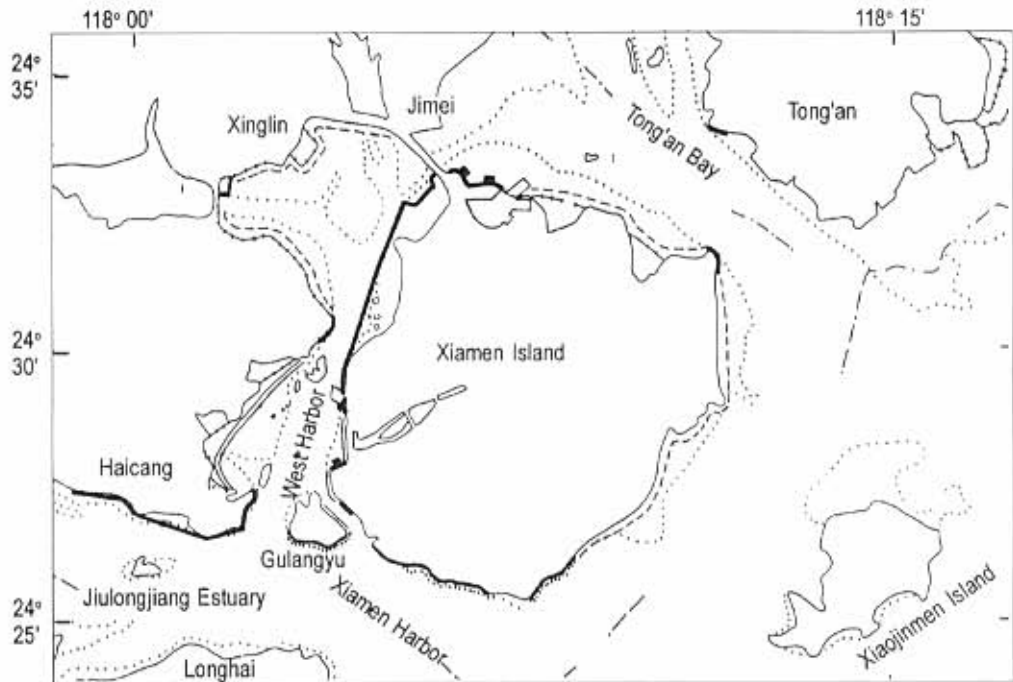 118° 00'
118° 15'
24°
35'
Jimei
Tong'an
Xinglin
Tong'an Bay
24°
30'
Xiamen Island
West Harbor
Haicang
Gulangyu
Jiulongjiang Estuary
Xiamen Harbor
Xiaojinmen Island
24°
25'
Longhai